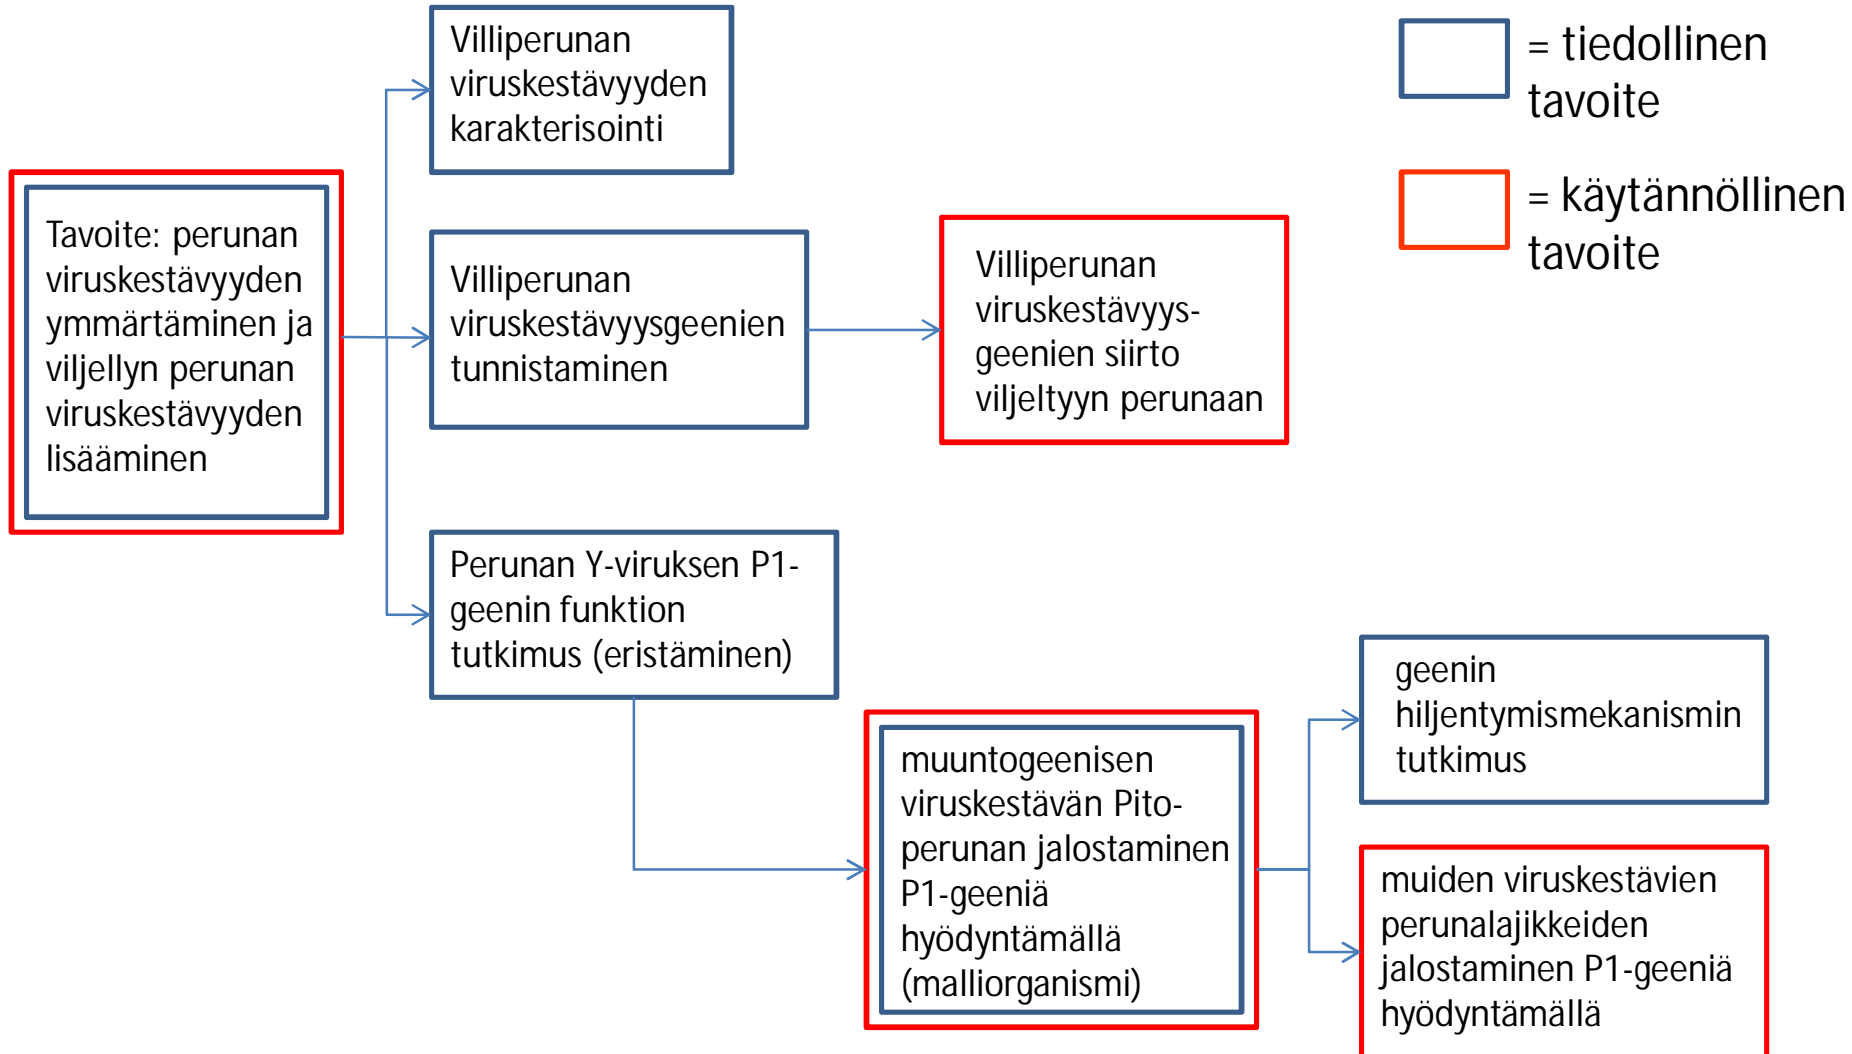 Villiperunan
viruskestävyyden
karakterisointi
= tiedollinen
tavoite
= käytännöllinen
tavoite
Tavoite: perunan
viruskestävyyden
ymmärtäminen ja
viljellyn perunan
viruskestävyyden
lisääminen
Villiperunan
viruskestävyysgeenien
tunnistaminen
Villiperunan
viruskestävyys-
geenien siirto
viljeltyyn perunaan
Perunan Y-viruksen P1-
geenin funktion
tutkimus (eristäminen)
muuntogeenisen
viruskestävän Pito-
perunan jalostaminen
P1-geeniä
hyödyntämällä
(malliorganismi)
geenin
hiljentymismekanismin
tutkimus
muiden viruskestävien
perunalajikkeiden
jalostaminen P1-geeniä
hyödyntämällä